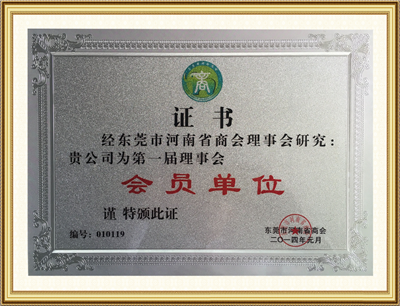 商
证书
经东莞市河南省商会理事会研究：
贵公司为第一届理事会
会员单位
谨 特颁此证
编号：010119
东莞市河南省商会
二〇一四年元月